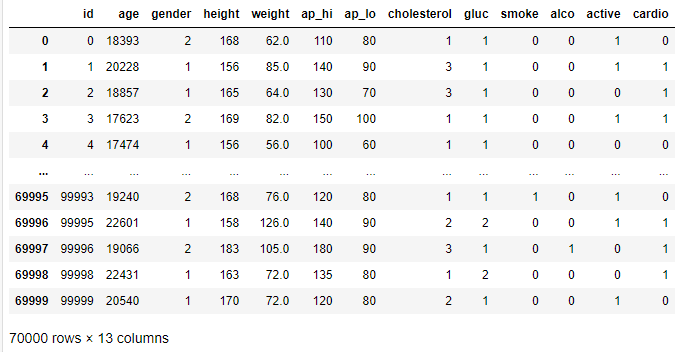 id age gender height weight ap_hi ap_lo cholesterol gluc smoke alco active cardio
0 0 18393 2 168 62.0 110 80 1 1 0 0 1 0
1 1 20228 1 156 85.0 140 90 3 1 0 0 1 1
2 2 18857 1 165 64.0 130 70 3 1 0 0 0 1
3 3 17623 2 169 82.0 150 100 1 1 0 0 1 1
4 4 17474 1 156 56.0 100 60 1 1 0 0 0 0
... ... ... ... ... ... ... ... ... ... ... ... ... ...
69995 99993 19240 2 168 76.0 120 80 1 1 1 0 1 0
69996 99995 22601 1 158 126.0 140 90 2 2 0 0 1 1
69997 99996 19066 2 183 105.0 180 90 3 1 0 1 0 1
69998 99998 22431 1 163 72.0 135 80 1 2 0 0 0 1
69999 99999 20540 1 170 72.0 120 80 2 1 0 0 1 0
70000 rows × 13 columns